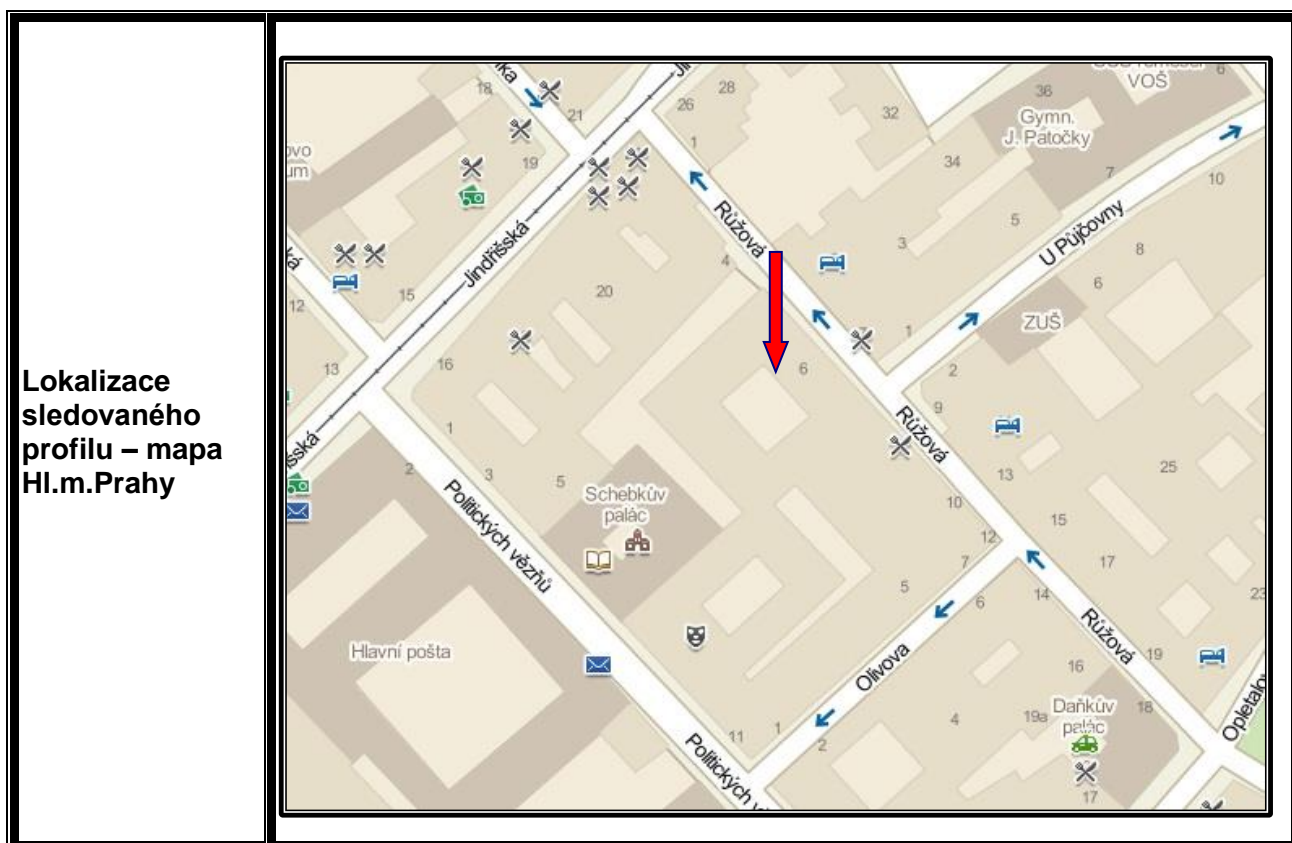 Lokalizace
sledovaného
profilu – mapa
Hl.m.Prahy
18
21
26
28
32
36
6
VOŠ
Gymn.
J. Patočky
19
1
34
7
10
Růžová
5
U Půjčovny
8
3
4
Jindřišská
15
12
20
6
ZUŠ
1
13
16
6
2
9
Růžová
1
13
25
2
3
5
Schebkův
palác
10
15
Politických vězňů
12
7
17
5
6
14
23
Hlavní pošta
Olivova
Růžová
19
16
Daňkův
palác
19a
18
4
11
1
2
17